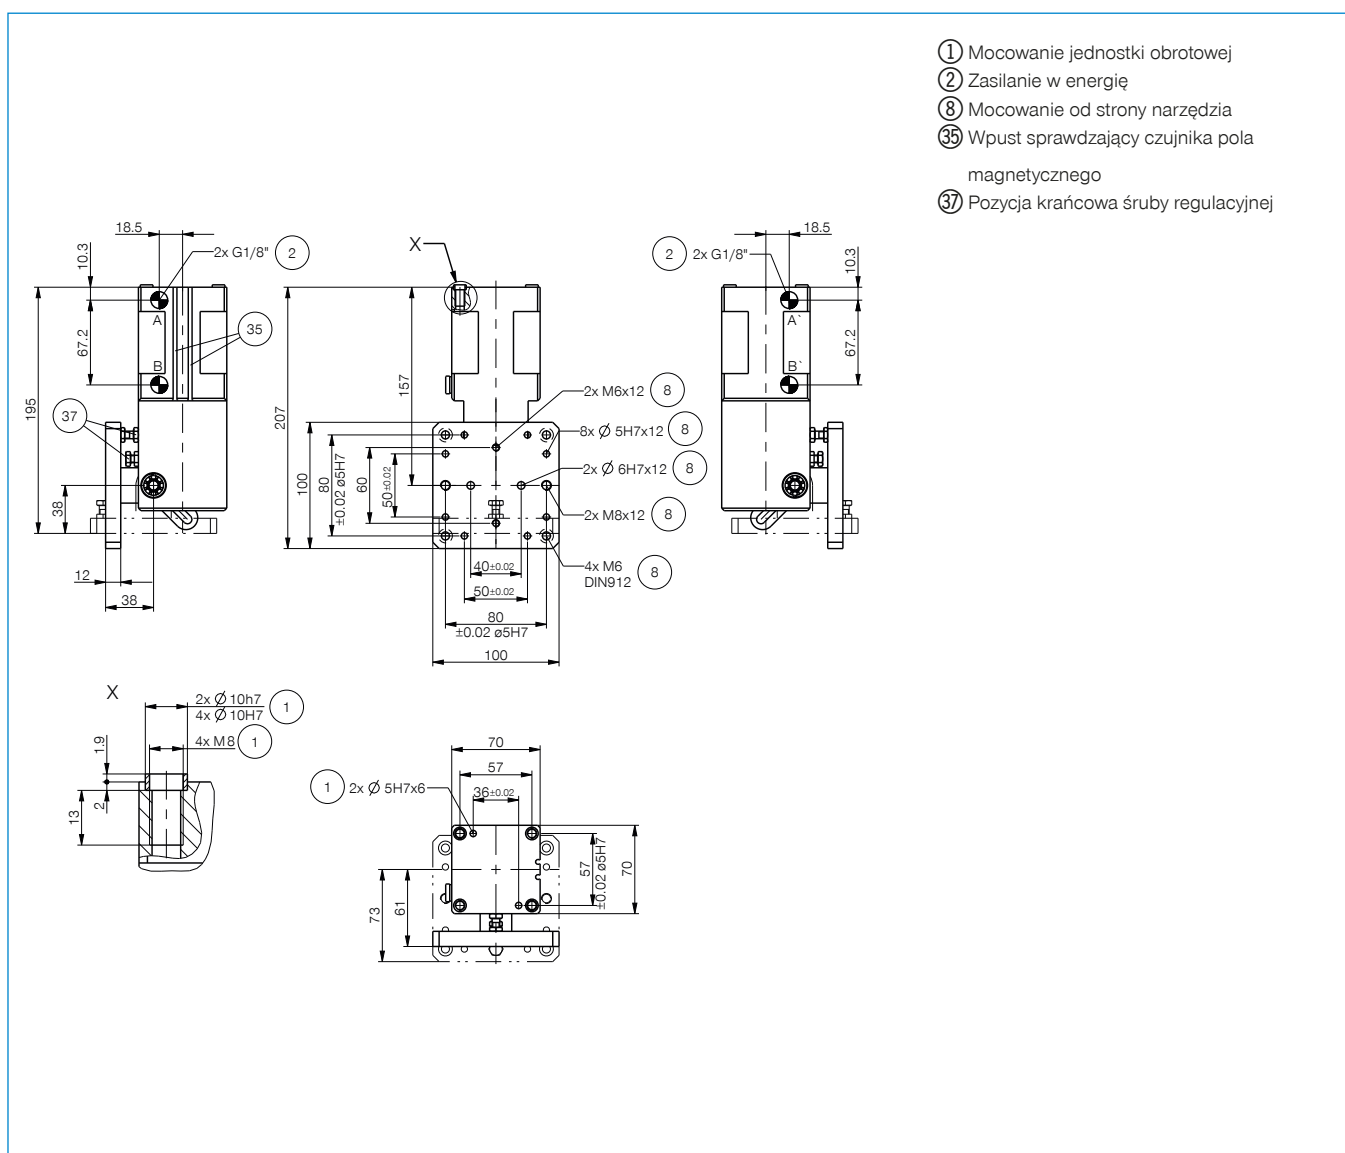 1 Mocowanie jednostki obrotowej
2 Zasilanie w energię
8 Mocowanie od strony narzędzia
35 Wpust sprawdzający czujnika pola
magnetycznego
37 Pozycja krańcowa śruby regulacyjnej
18.5
10.3
2x G1/8" 2
A
B
67.2
195
35
37
38
12
38
X
207
157
100
80
±0.02 ø5H7
60
50±0.02
2x M6x12 8
8x Ø 5H7x12 8
2x Ø 6H7x12 8
2x M8x12 8
4x M6 8
DIN912
40±0.02
50±0.02
80
±0.02 ø5H7
100
2 2x G1/8"
18.5
10.3
A`
B`
67.2
X
2x Ø 10h7 1
4x Ø 10H7
4x M8 1
1.9
2
13
70
57
36±0.02
1 2x Ø 5H7x6
57
±0.02 ø5H7
70
73
61